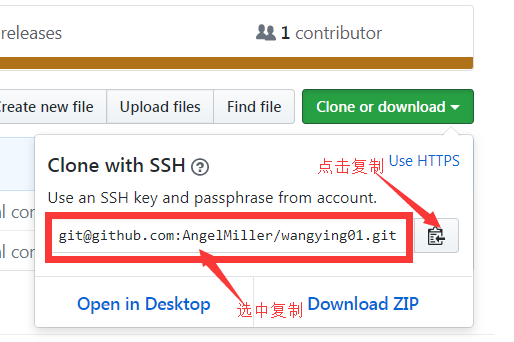 releases
1 contributor
Create new file
Upload files
Find file
Clone or download
Clone with SSH
点击复制
Use HTTPS
Use an SSH key and passphrase from account.
git@github.com:AngelMiller/wangying01.git
Open in Desktop
选中复制
Download ZIP